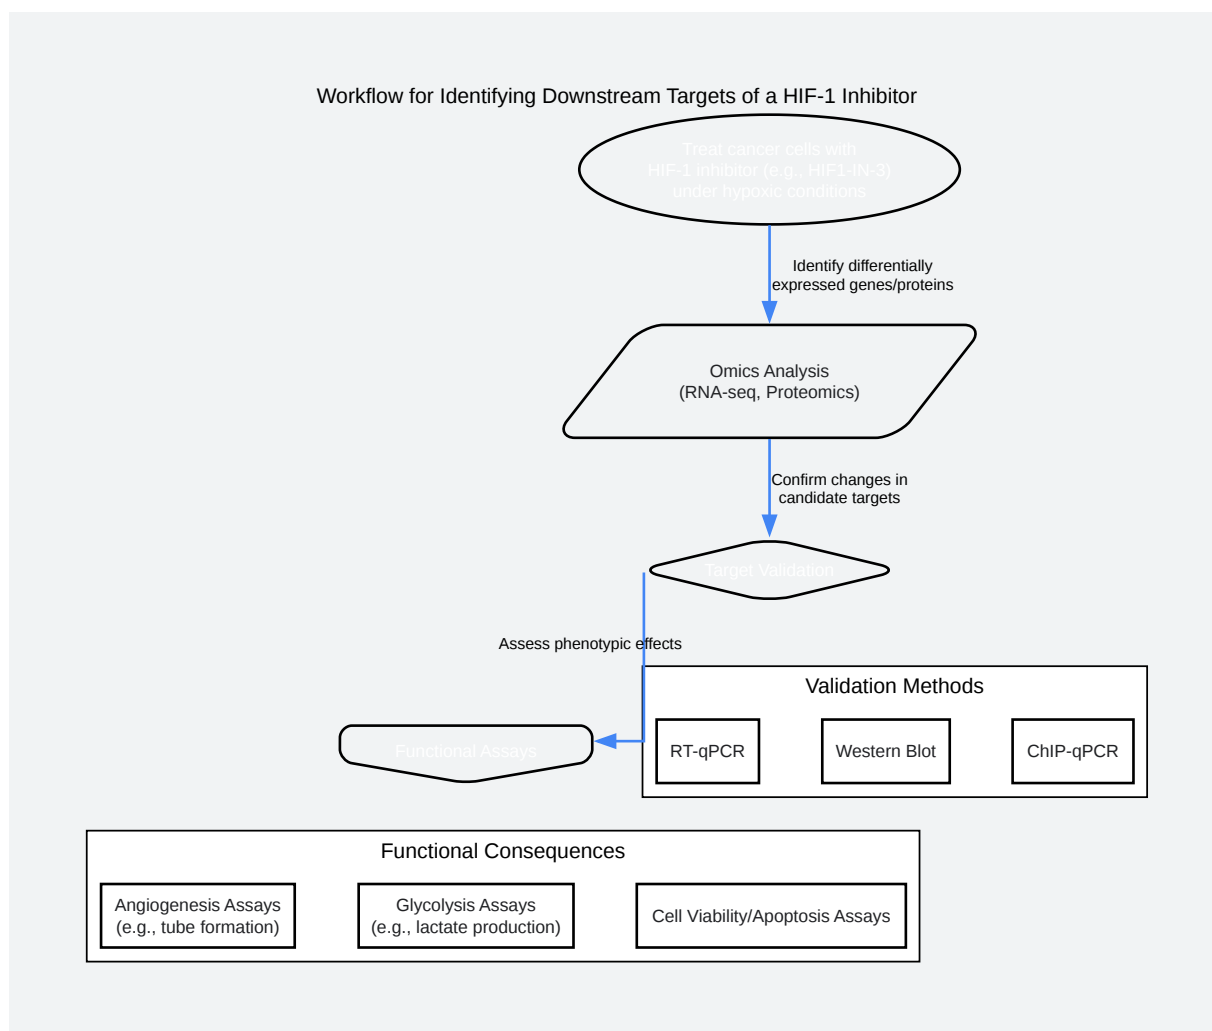 Workflow for Identifying Downstream Targets of a HIF-1 Inhibitor
Treat cancer cells with
HIF-1 inhibitor (e.g., HIF1-IN-3)
under hypoxic conditions
Identify differentially
expressed genes/proteins
Omics Analysis
(RNA-seq, Proteomics)
Confirm changes in
candidate targets
Target Validation
Assess phenotypic effects
Validation Methods
RT-qPCR
Western Blot
ChIP-qPCR
Functional Assays
Functional Consequences
Angiogenesis Assays
(e.g., tube formation)
Glycolysis Assays
(e.g., lactate production)
Cell Viability/Apoptosis Assays